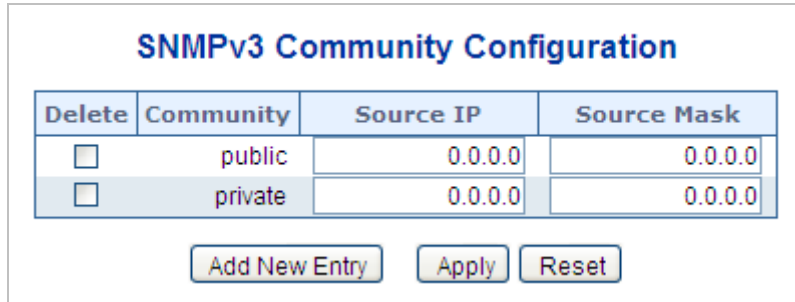 SNMPv3 Community Configuration
Delete Community Source IP Source Mask
public 0.0.0.0 0.0.0.0
private 0.0.0.0 0.0.0.0
Add New Entry Apply Reset